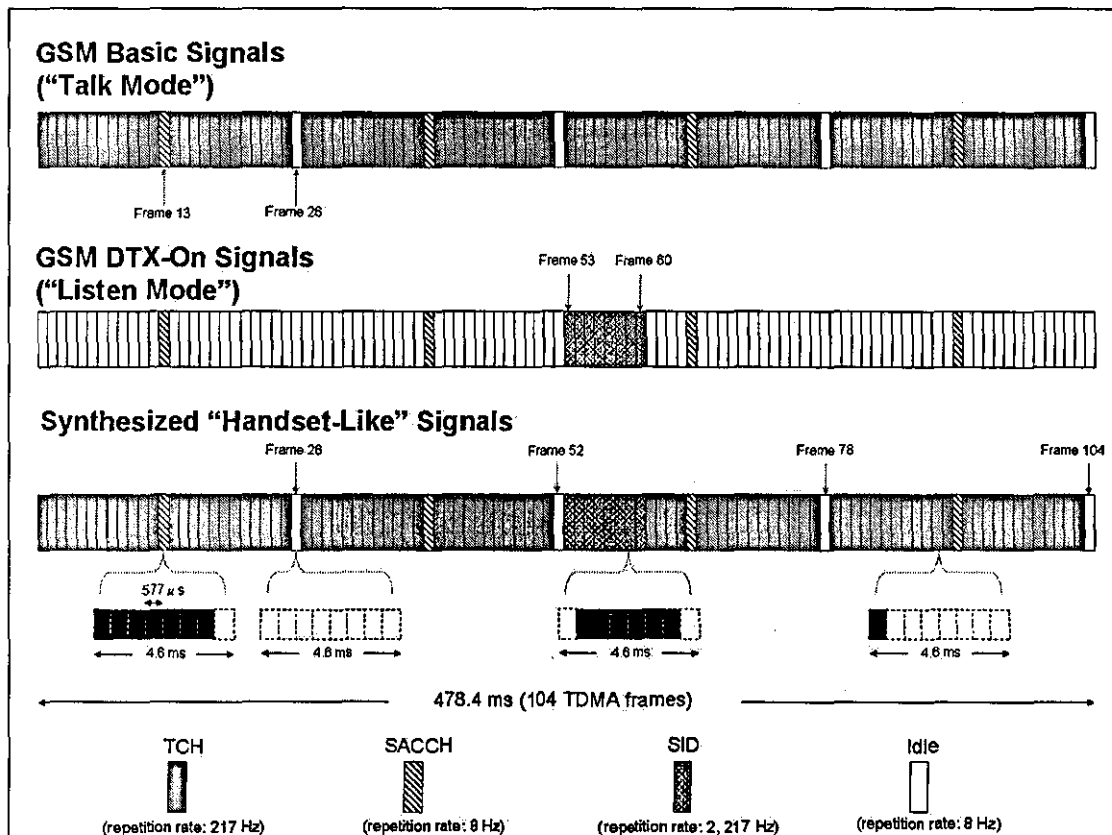 GSM Basic Signals
("Talk Mode")
Frame 13
Frame 26
GSM DTX-On Signals
("Listen Mode")
Frame 53
Frame 60
Synthesized "Handset-Like" Signals
Frame 26
Frame 52
Frame 78
Frame 104
577 μs
4.6 ms
4.6 ms
4.6 ms
4.6 ms
478.4 ms (104 TDMA frames)
TCH
SACCH
SID
Idle
(repetition rate: 217 Hz)
(repetition rate: 8 Hz)
(repetition rate: 2, 217 Hz)
(repetition rate: 8 Hz)